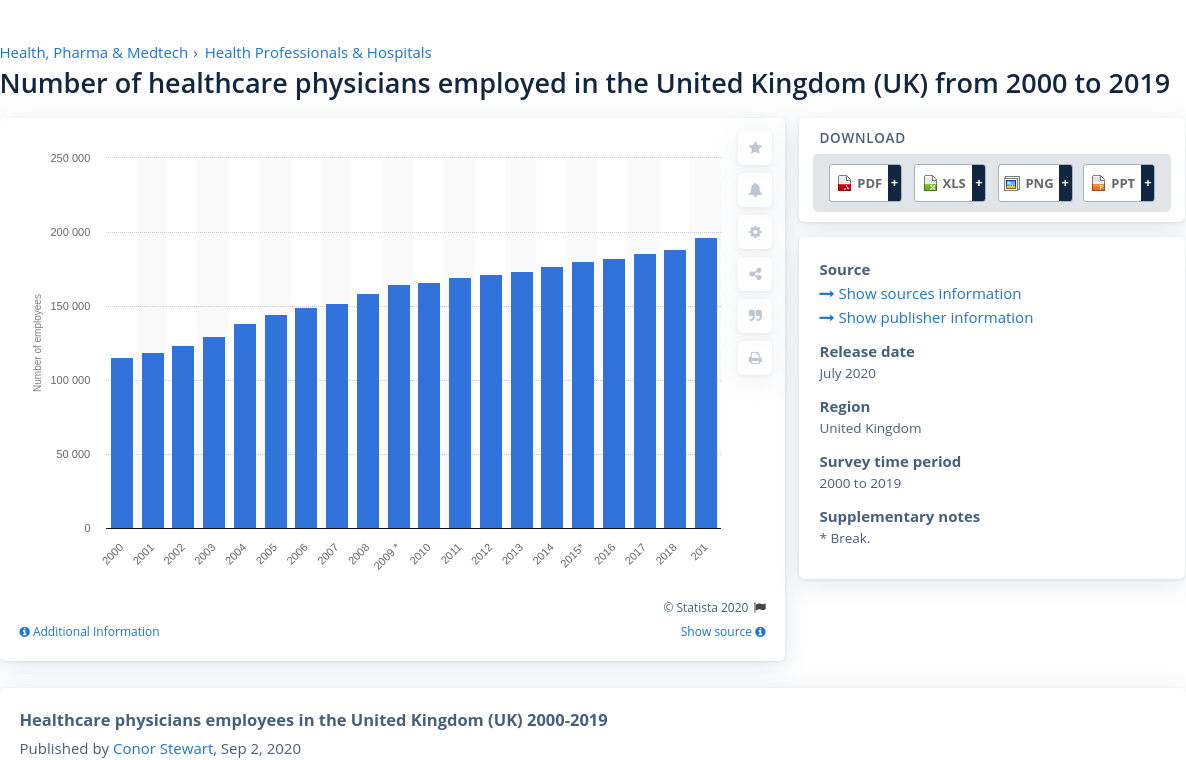 Health, Pharma & Medtech › Health Professionals & Hospitals
Number of healthcare physicians employed in the United Kingdom (UK) from 2000 to 2019
250 000
200 000
150 000
100 000
50 000
0
Number of employees
2000
2001
2002
2003
2004
2005
2006
2007
2008
2009*
2010
2011
2012
2013
2014
2015*
2016
2017
2018
201
© Statista 2020
Additional Information
Show source
DOWNLOAD
PDF +
XLS +
PNG +
PPT +
Source
Show sources information
Show publisher information
Release date
July 2020
Region
United Kingdom
Survey time period
2000 to 2019
Supplementary notes
* Break.
Healthcare physicians employees in the United Kingdom (UK) 2000-2019
Published by Conor Stewart, Sep 2, 2020